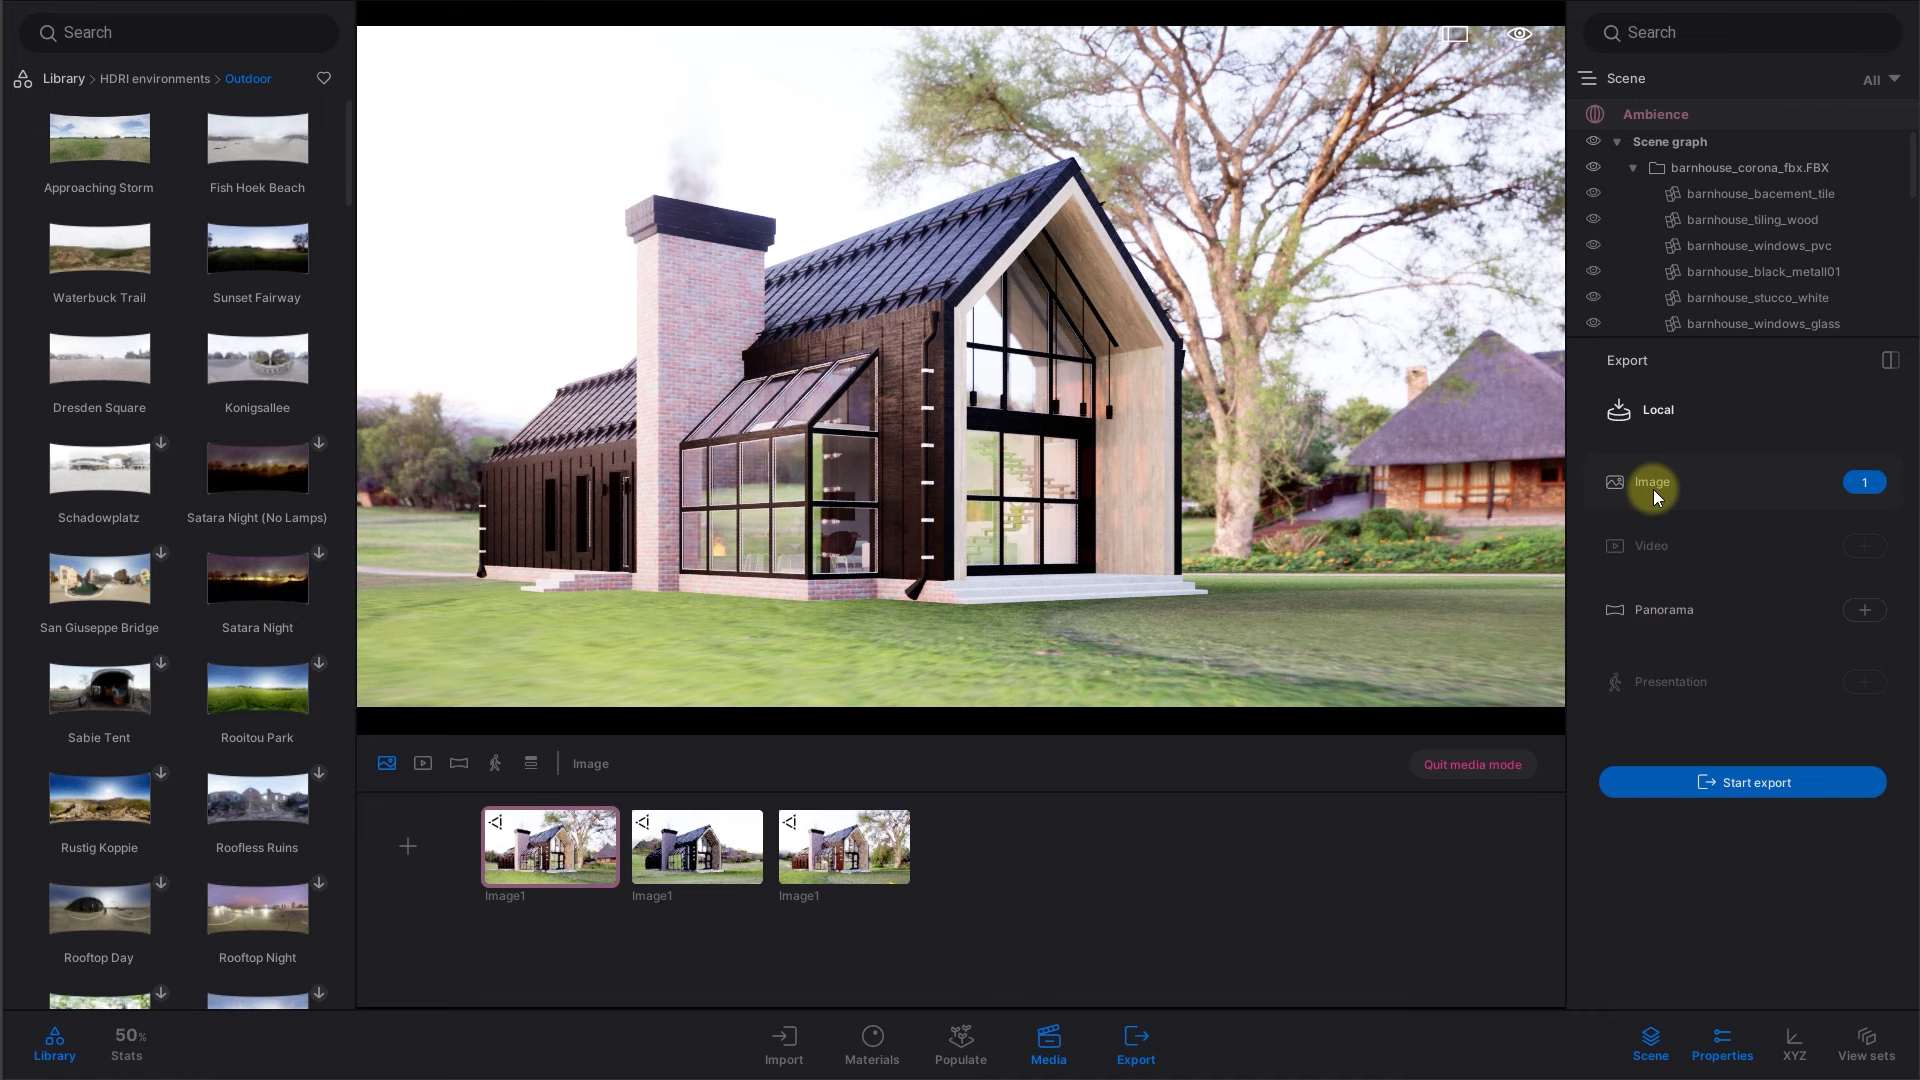 Search
Library > HDRI environments > Outdoor
Approaching Storm
Fish Hoek Beach
Waterbuck Trail
Sunset Fairway
Dresden Square
Konigsallee
Schadowplatz
Satara Night (No Lamps)
San Giuseppe Bridge
Satara Night
Sabie Tent
Rooitou Park
Rustig Koppie
Roofless Ruins
Rooftop Day
Rooftop Night
Image
Quit media mode
Image1
Image1
Image1
Search
Scene
All
Ambience
Scene graph
barnhouse_corona_fbx.FBX
barnhouse_bacement_tile
barnhouse_tiling_wood
barnhouse_windows_pvc
barnhouse_black_metall01
barnhouse_stucco_white
barnhouse_windows_glass
Export
Local
Image 1
Video
Panorama
Presentation
Start export
Library
50%
Stats
Import
Materials
Populate
Media
Export
Scene
Properties
XYZ
View sets